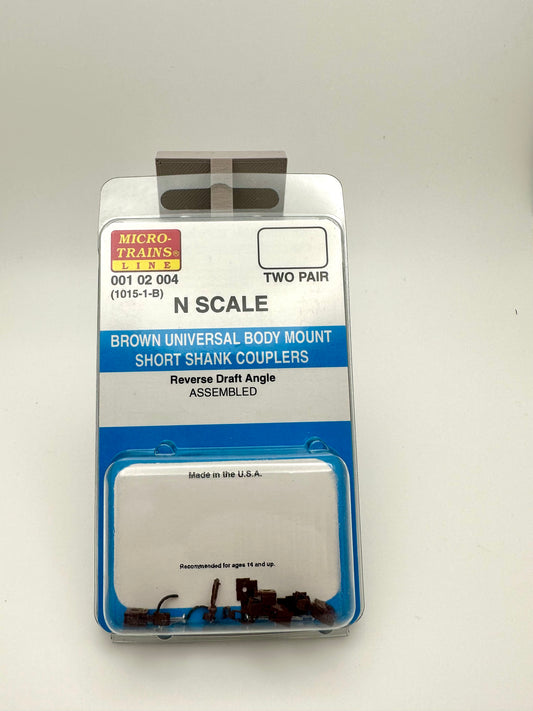 MICRO-
TRAINS®
LINE
001 02 004
(1015-1-B)
TWO PAIR
N SCALE
BROWN UNIVERSAL BODY MOUNT
SHORT SHANK COUPLERS
Reverse Draft Angle
ASSEMBLED
Made in the U.S.A.
Recommended for ages 14 and up.